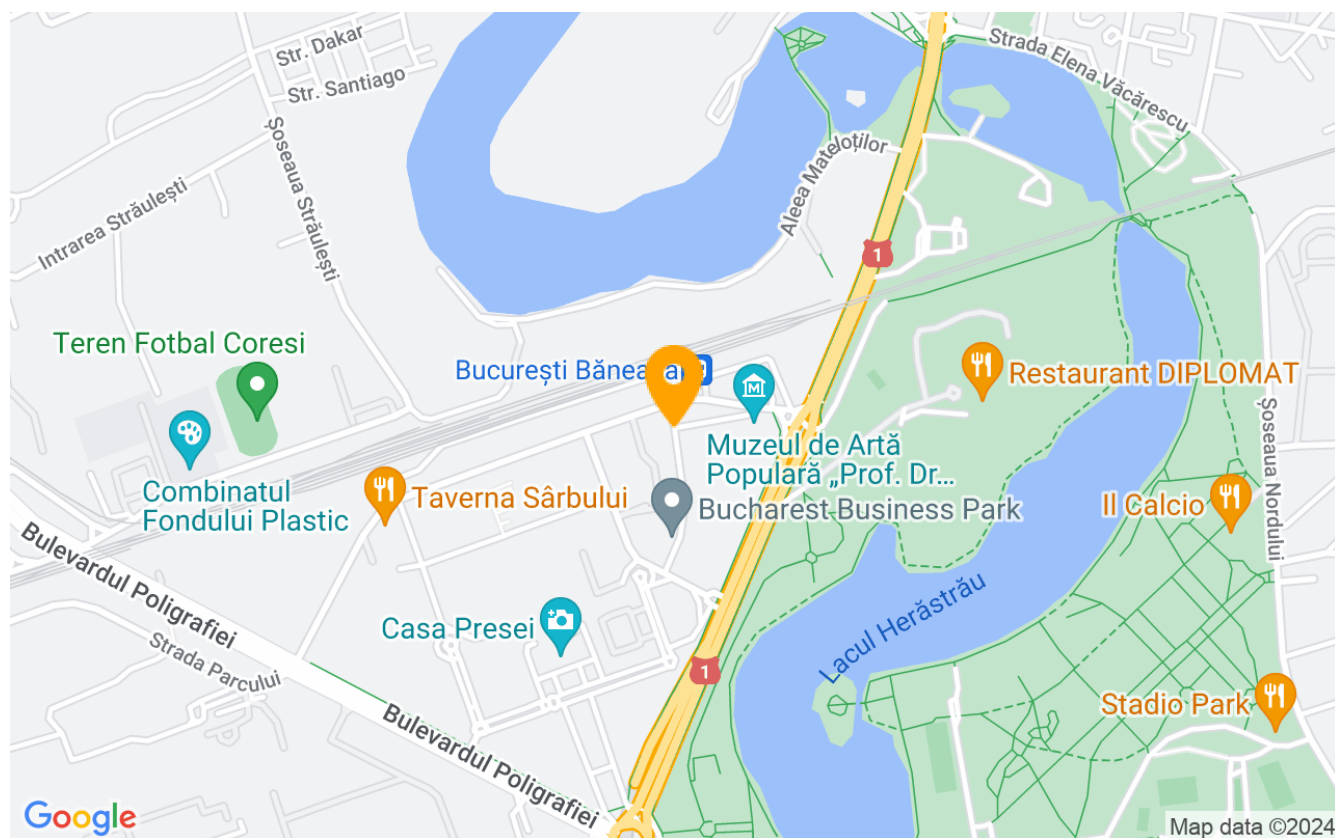 Str. Dakar
Str. Santiago
Șoseaua Străulești
Intrarea Străulești
Strada Elena Văcărescu
Aleea Mateloților
1
Teren Fotbal Coresi
București Băneasa
M
Restaurant DIPLOMAT
Muzeul de Artă
Populară „Prof. Dr...
Combinatul
Fondului Plastic
Taverna Sârbului
Bucharest Business Park
Il Calcio
Șoseaua Nordului
Bulevardul Poligrafiei
Strada Parcului
Casa Presei
Lacul Herăstrău
1
Stadio Park
Bulevardul Poligrafiei
Google
Map data ©2024